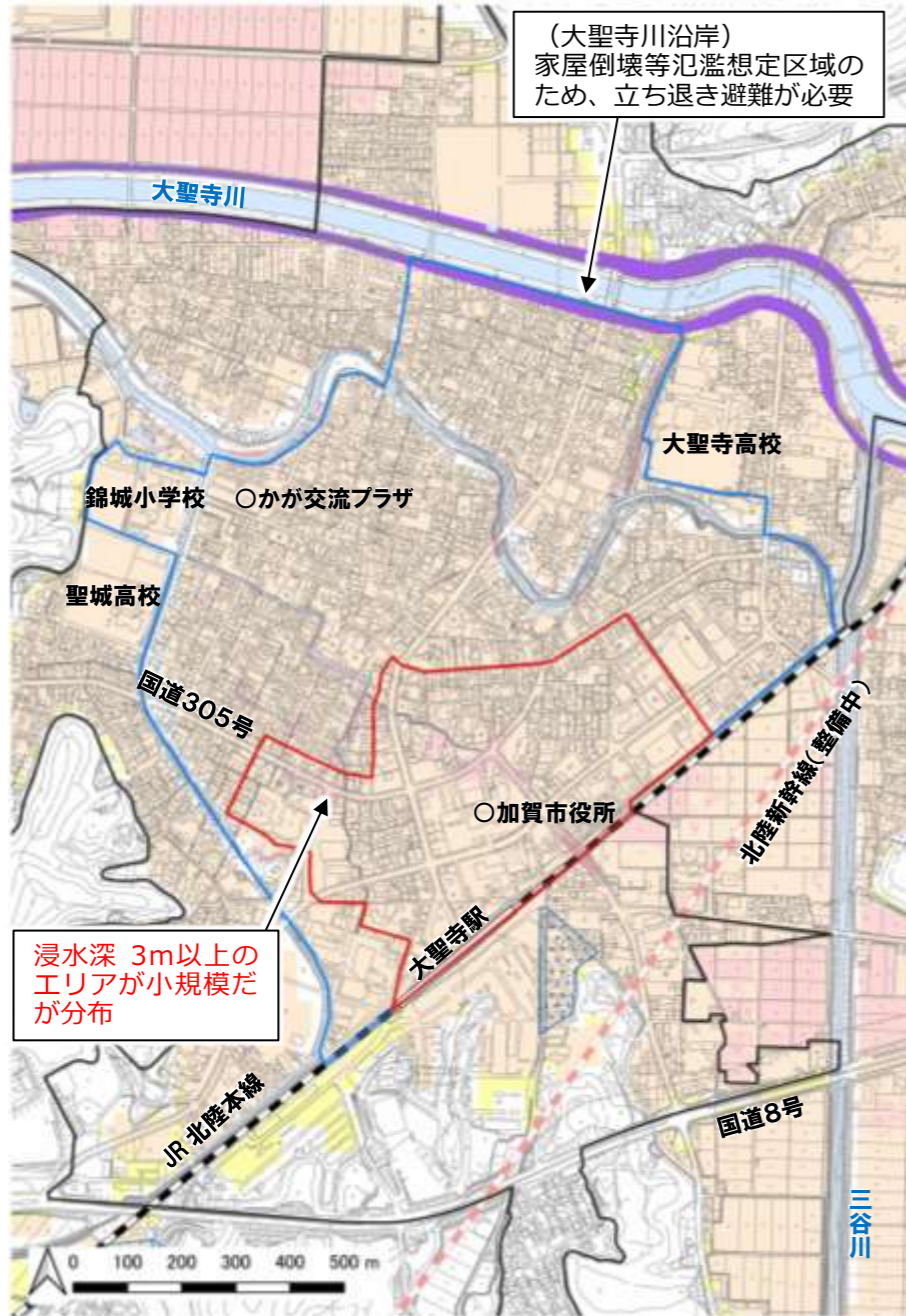 （大聖寺川沿岸）
家屋倒壊等氾濫想定区域の
ため、立ち退き避難が必要
大聖寺川
大聖寺高校
錦城小学校
○かが交流プラザ
聖城高校
国道305号
北陸新幹線(整備中)
○加賀市役所
大聖寺駅
浸水深 3m以上の
エリアが小規模だ
が分布
JR北陸本線
国道8号
三谷川
0 100 200 300 400 500 m